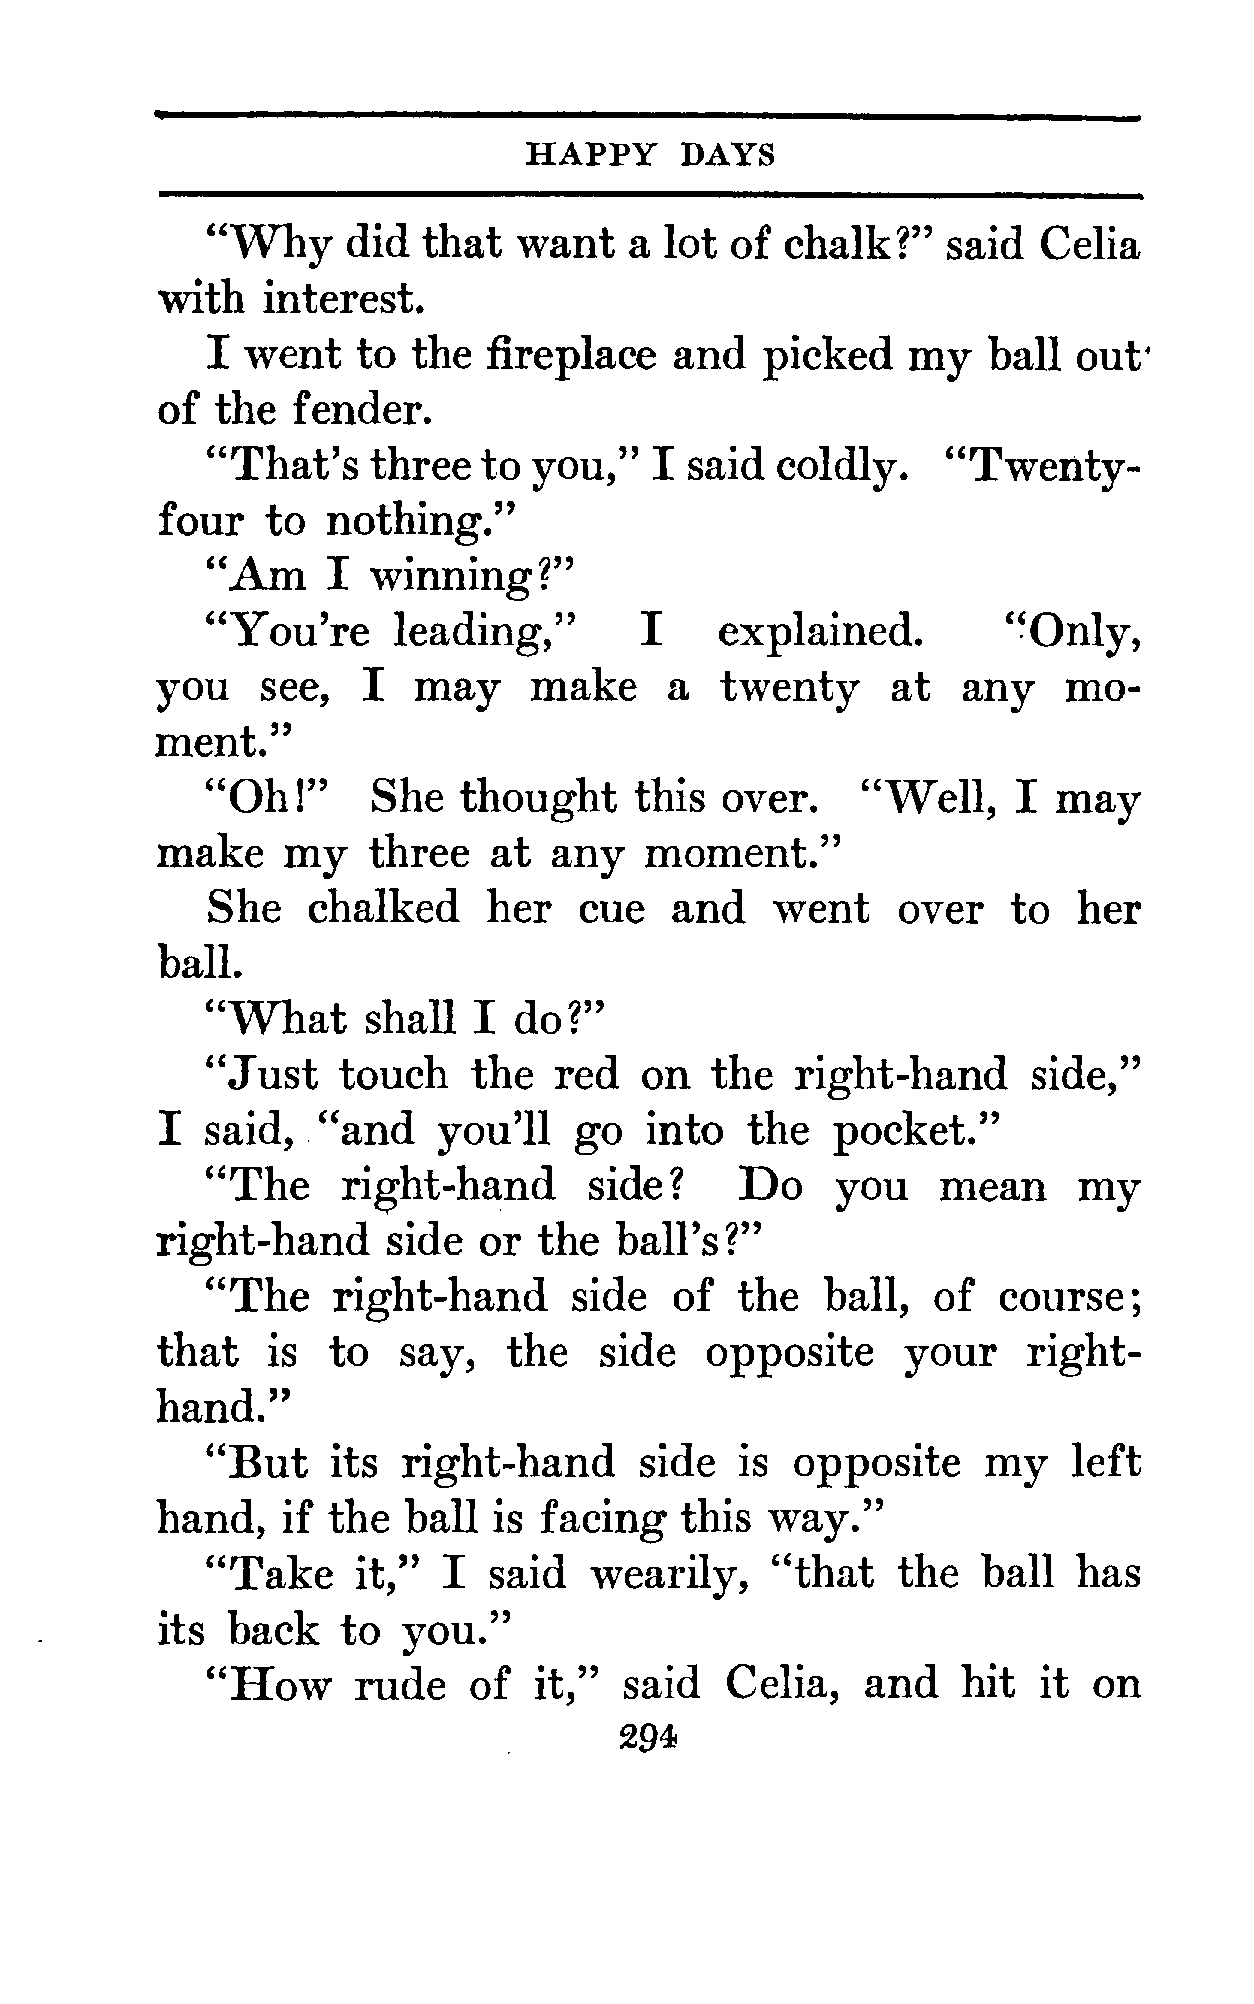 HAPPY DAYS
"Why did that want a lot of chalk?" said Celia
with interest.
I went to the fireplace and picked my ball out
of the fender.
"That's three to you," I said coldly. "Twenty-
four to nothing."
"Am I winning?"
"You're leading," I explained. "Only,
you see, I may make a twenty at any mo-
ment."
"Oh!" She thought this over. "Well, I may
make my three at any moment."
She chalked her cue and went over to her
ball.
"What shall I do?"
"Just touch the red on the right-hand side,"
I said, "and you'll go into the pocket."
"The right-hand side? Do you mean my
right-hand side or the ball's?"
"The right-hand side of the ball, of course;
that is to say, the side opposite your right-
hand."
"But its right-hand side is opposite my left
hand, if the ball is facing this way."
"Take it," I said wearily, "that the ball has
its back to you."
"How rude of it," said Celia, and hit it on
294